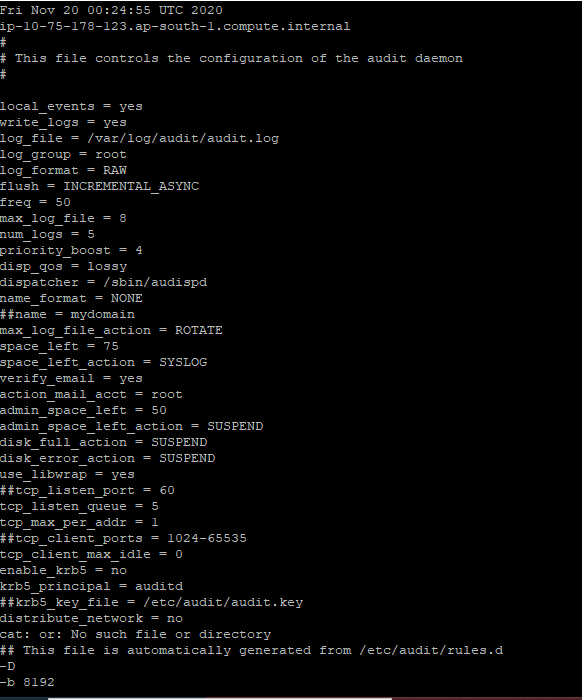 Fri Nov 20 00:24:55 UTC 2020
ip-10-75-178-123.ap-south-1.compute.internal
#
# This file controls the configuration of the audit daemon
#
local_events = yes
write_logs = yes
log_file = /var/log/audit/audit.log
log_group = root
log_format = RAW
flush = INCREMENTAL_ASYNC
freq = 50
max_log_file = 8
num_logs = 5
priority_boost = 4
disp_qos = lossy
dispatcher = /sbin/audispd
name_format = NONE
##name = mydomain
max_log_file_action = ROTATE
space_left = 75
space_left_action = SYSLOG
verify_email = yes
action_mail_acct = root
admin_space_left = 50
admin_space_left_action = SUSPEND
disk_full_action = SUSPEND
disk_error_action = SUSPEND
use_libwrap = yes
##tcp_listen_port = 60
tcp_listen_queue = 5
tcp_max_per_addr = 1
##tcp_client_ports = 1024-65535
tcp_client_max_idle = 0
enable_krb5 = no
krb5_principal = auditd
##krb5_key_file = /etc/audit/audit.key
distribute_network = no
cat: or: No such file or directory
## This file is automatically generated from /etc/audit/rules.d
-D
-b 8192